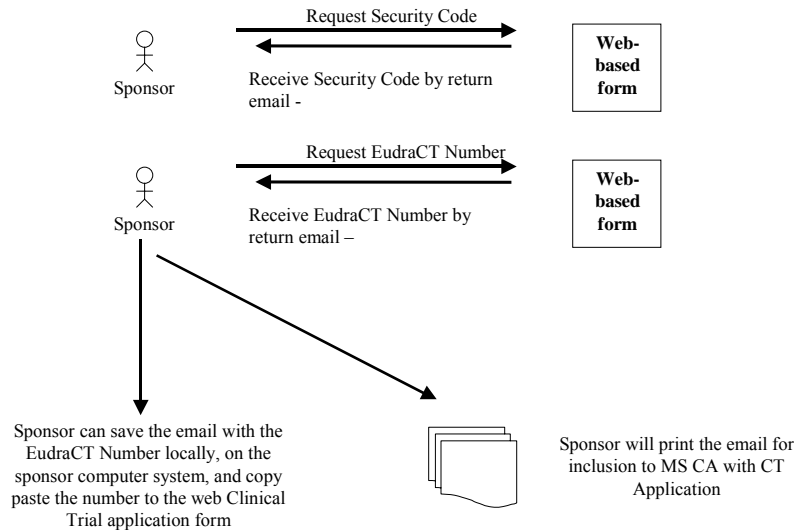 Request Security Code
Web-
based
form
Sponsor
Receive Security Code by return
email -
Request EudraCT Number
Web-
based
form
Sponsor
Receive EudraCT Number by
return email –
Sponsor can save the email with the
EudraCT Number locally, on the
sponsor computer system, and copy
paste the number to the web Clinical
Trial application form
Sponsor will print the email for
inclusion to MS CA with CT
Application